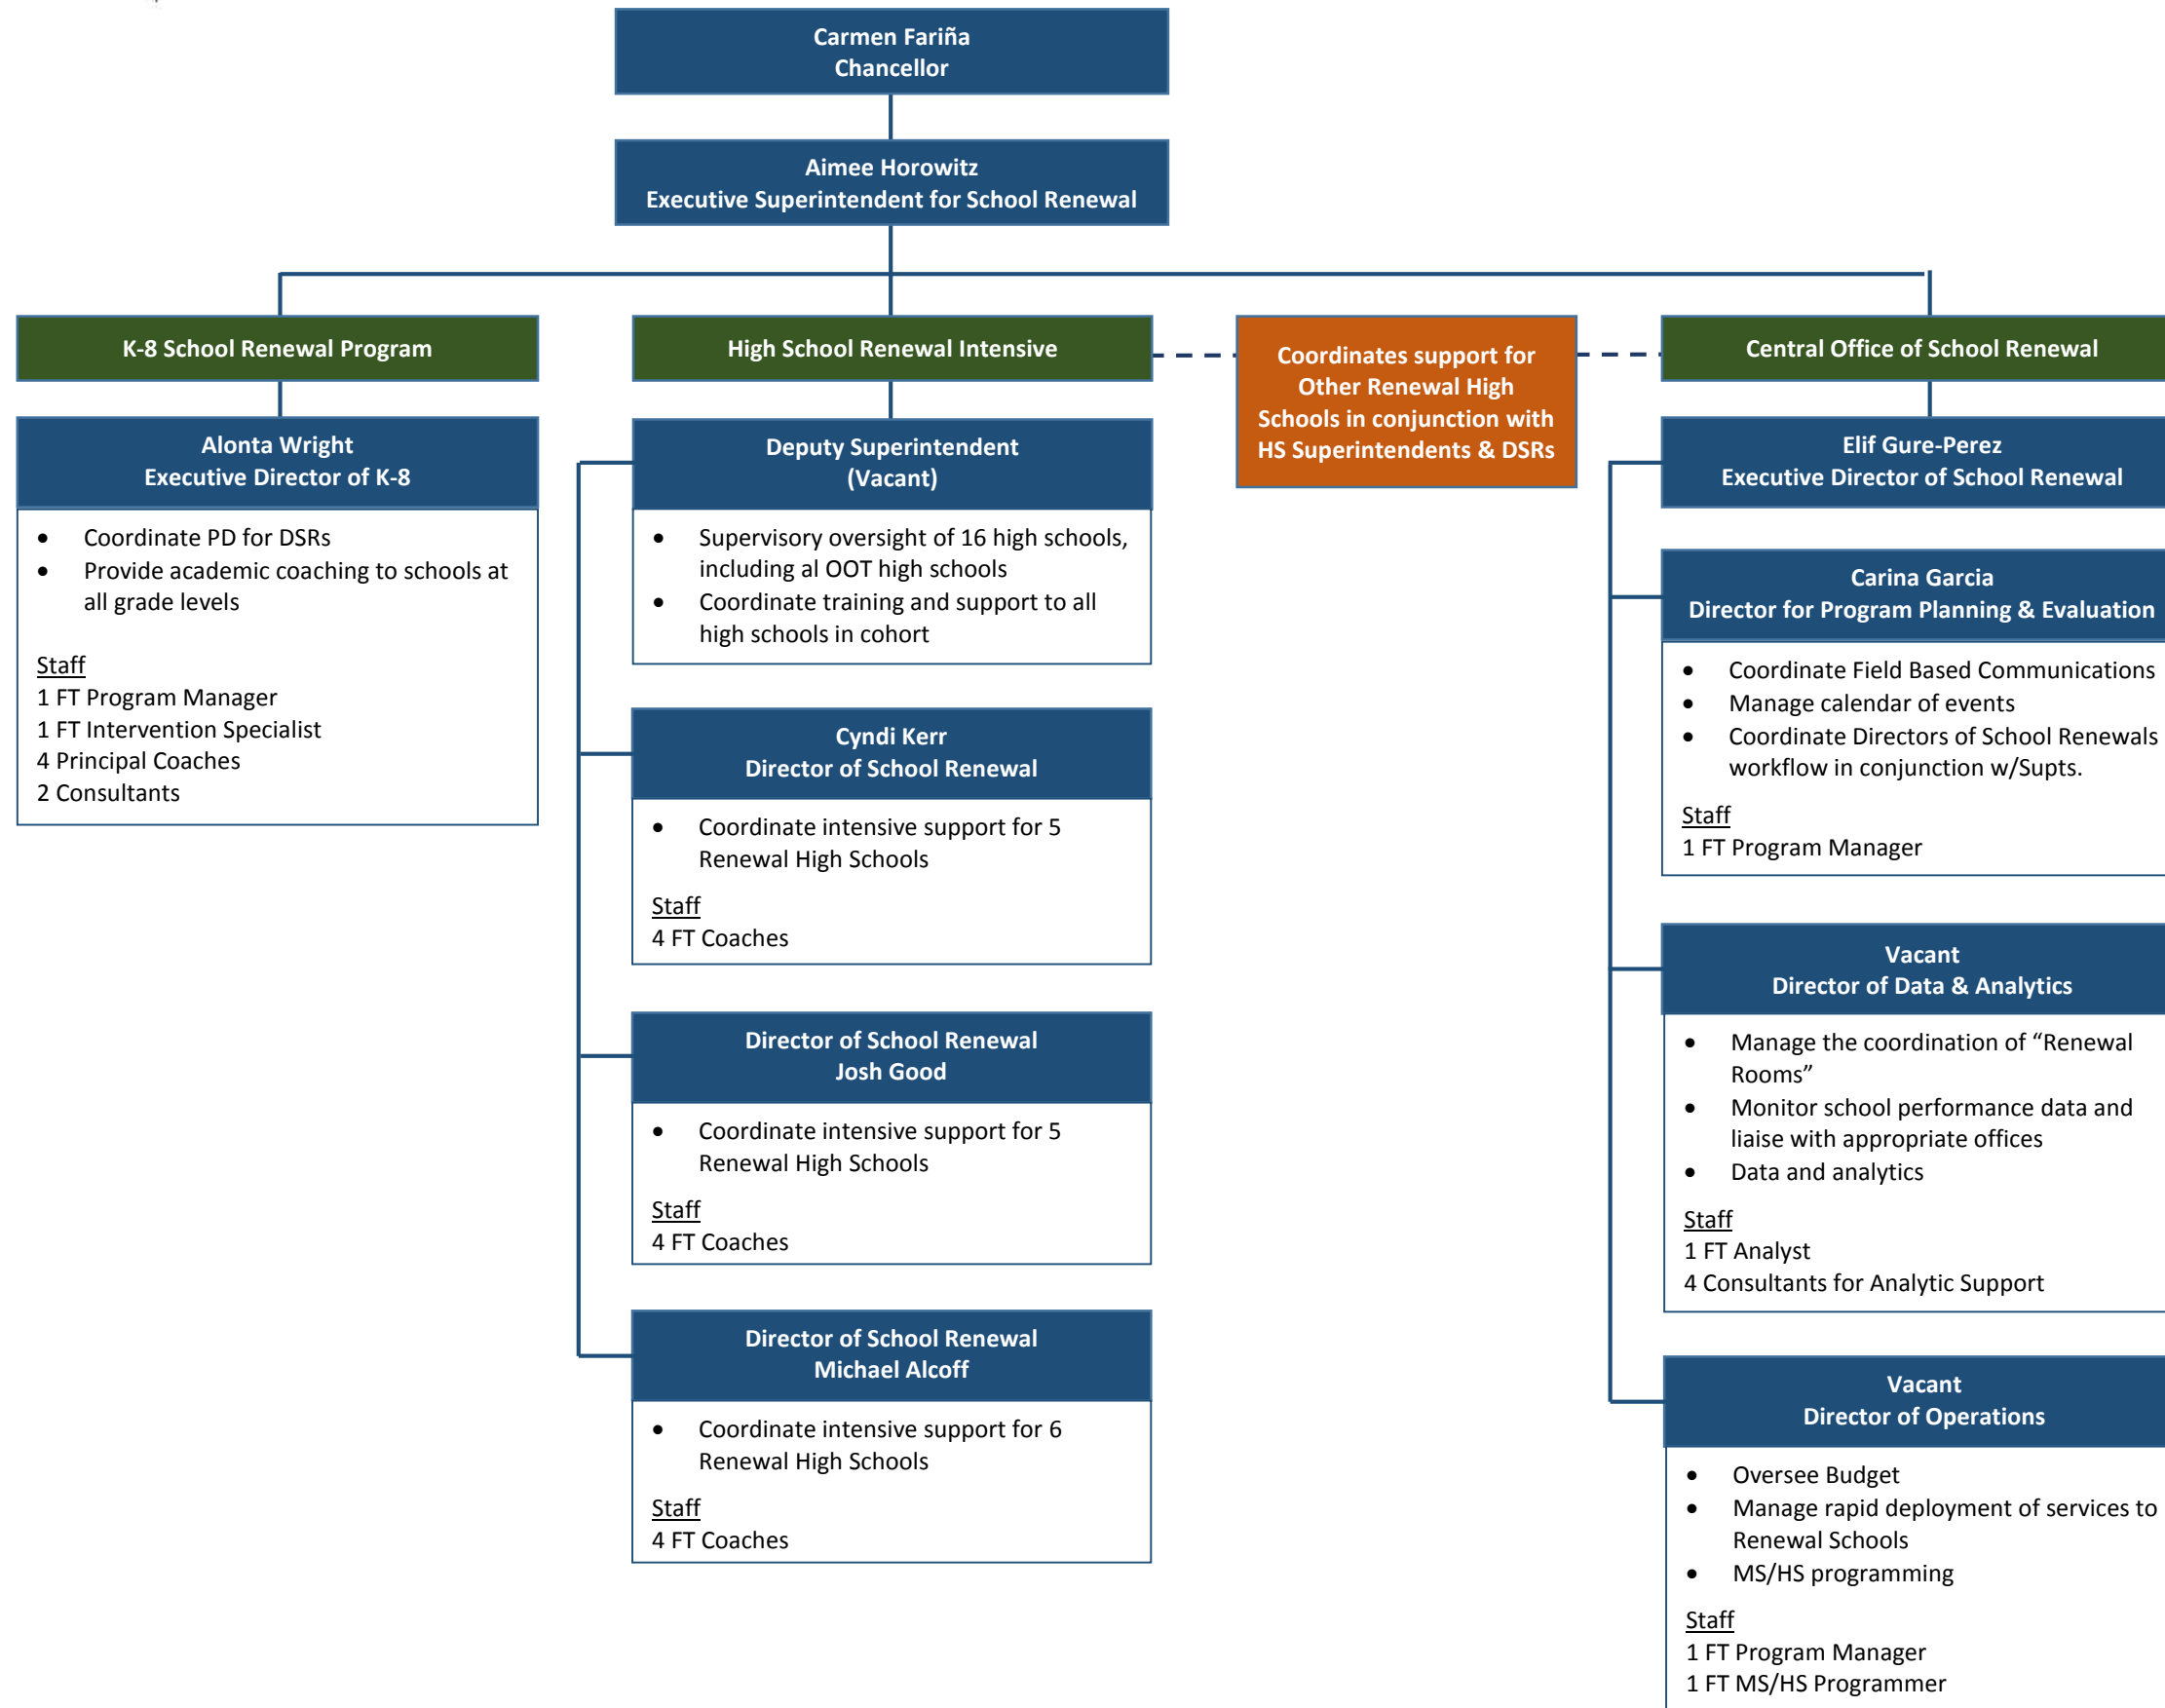 Carmen Fariña
Chancellor
Aimee Horowitz
Executive Superintendent for School Renewal
K-8 School Renewal Program
Alonta Wright
Executive Director of K-8
• Coordinate PD for DSRs
• Provide academic coaching to schools at
all grade levels
Staff
1 FT Program Manager
1 FT Intervention Specialist
4 Principal Coaches
2 Consultants
High School Renewal Intensive
Deputy Superintendent
(Vacant)
• Supervisory oversight of 16 high schools,
including al OOT high schools
• Coordinate training and support to all
high schools in cohort
Cyndi Kerr
Director of School Renewal
• Coordinate intensive support for 5
Renewal High Schools
Staff
4 FT Coaches
Director of School Renewal
Josh Good
• Coordinate intensive support for 5
Renewal High Schools
Staff
4 FT Coaches
Director of School Renewal
Michael Alcoff
• Coordinate intensive support for 6
Renewal High Schools
Staff
4 FT Coaches
Coordinates support for
Other Renewal High
Schools in conjunction with
HS Superintendents & DSRs
Central Office of School Renewal
Elif Gure-Perez
Executive Director of School Renewal
Carina Garcia
Director for Program Planning & Evaluation
• Coordinate Field Based Communications
• Manage calendar of events
• Coordinate Directors of School Renewals
workflow in conjunction w/Supts.
Staff
1 FT Program Manager
Vacant
Director of Data & Analytics
• Manage the coordination of “Renewal
Rooms”
• Monitor school performance data and
liaise with appropriate offices
• Data and analytics
Staff
1 FT Analyst
4 Consultants for Analytic Support
Vacant
Director of Operations
• Oversee Budget
• Manage rapid deployment of services to
Renewal Schools
• MS/HS programming
Staff
1 FT Program Manager
1 FT MS/HS Programmer